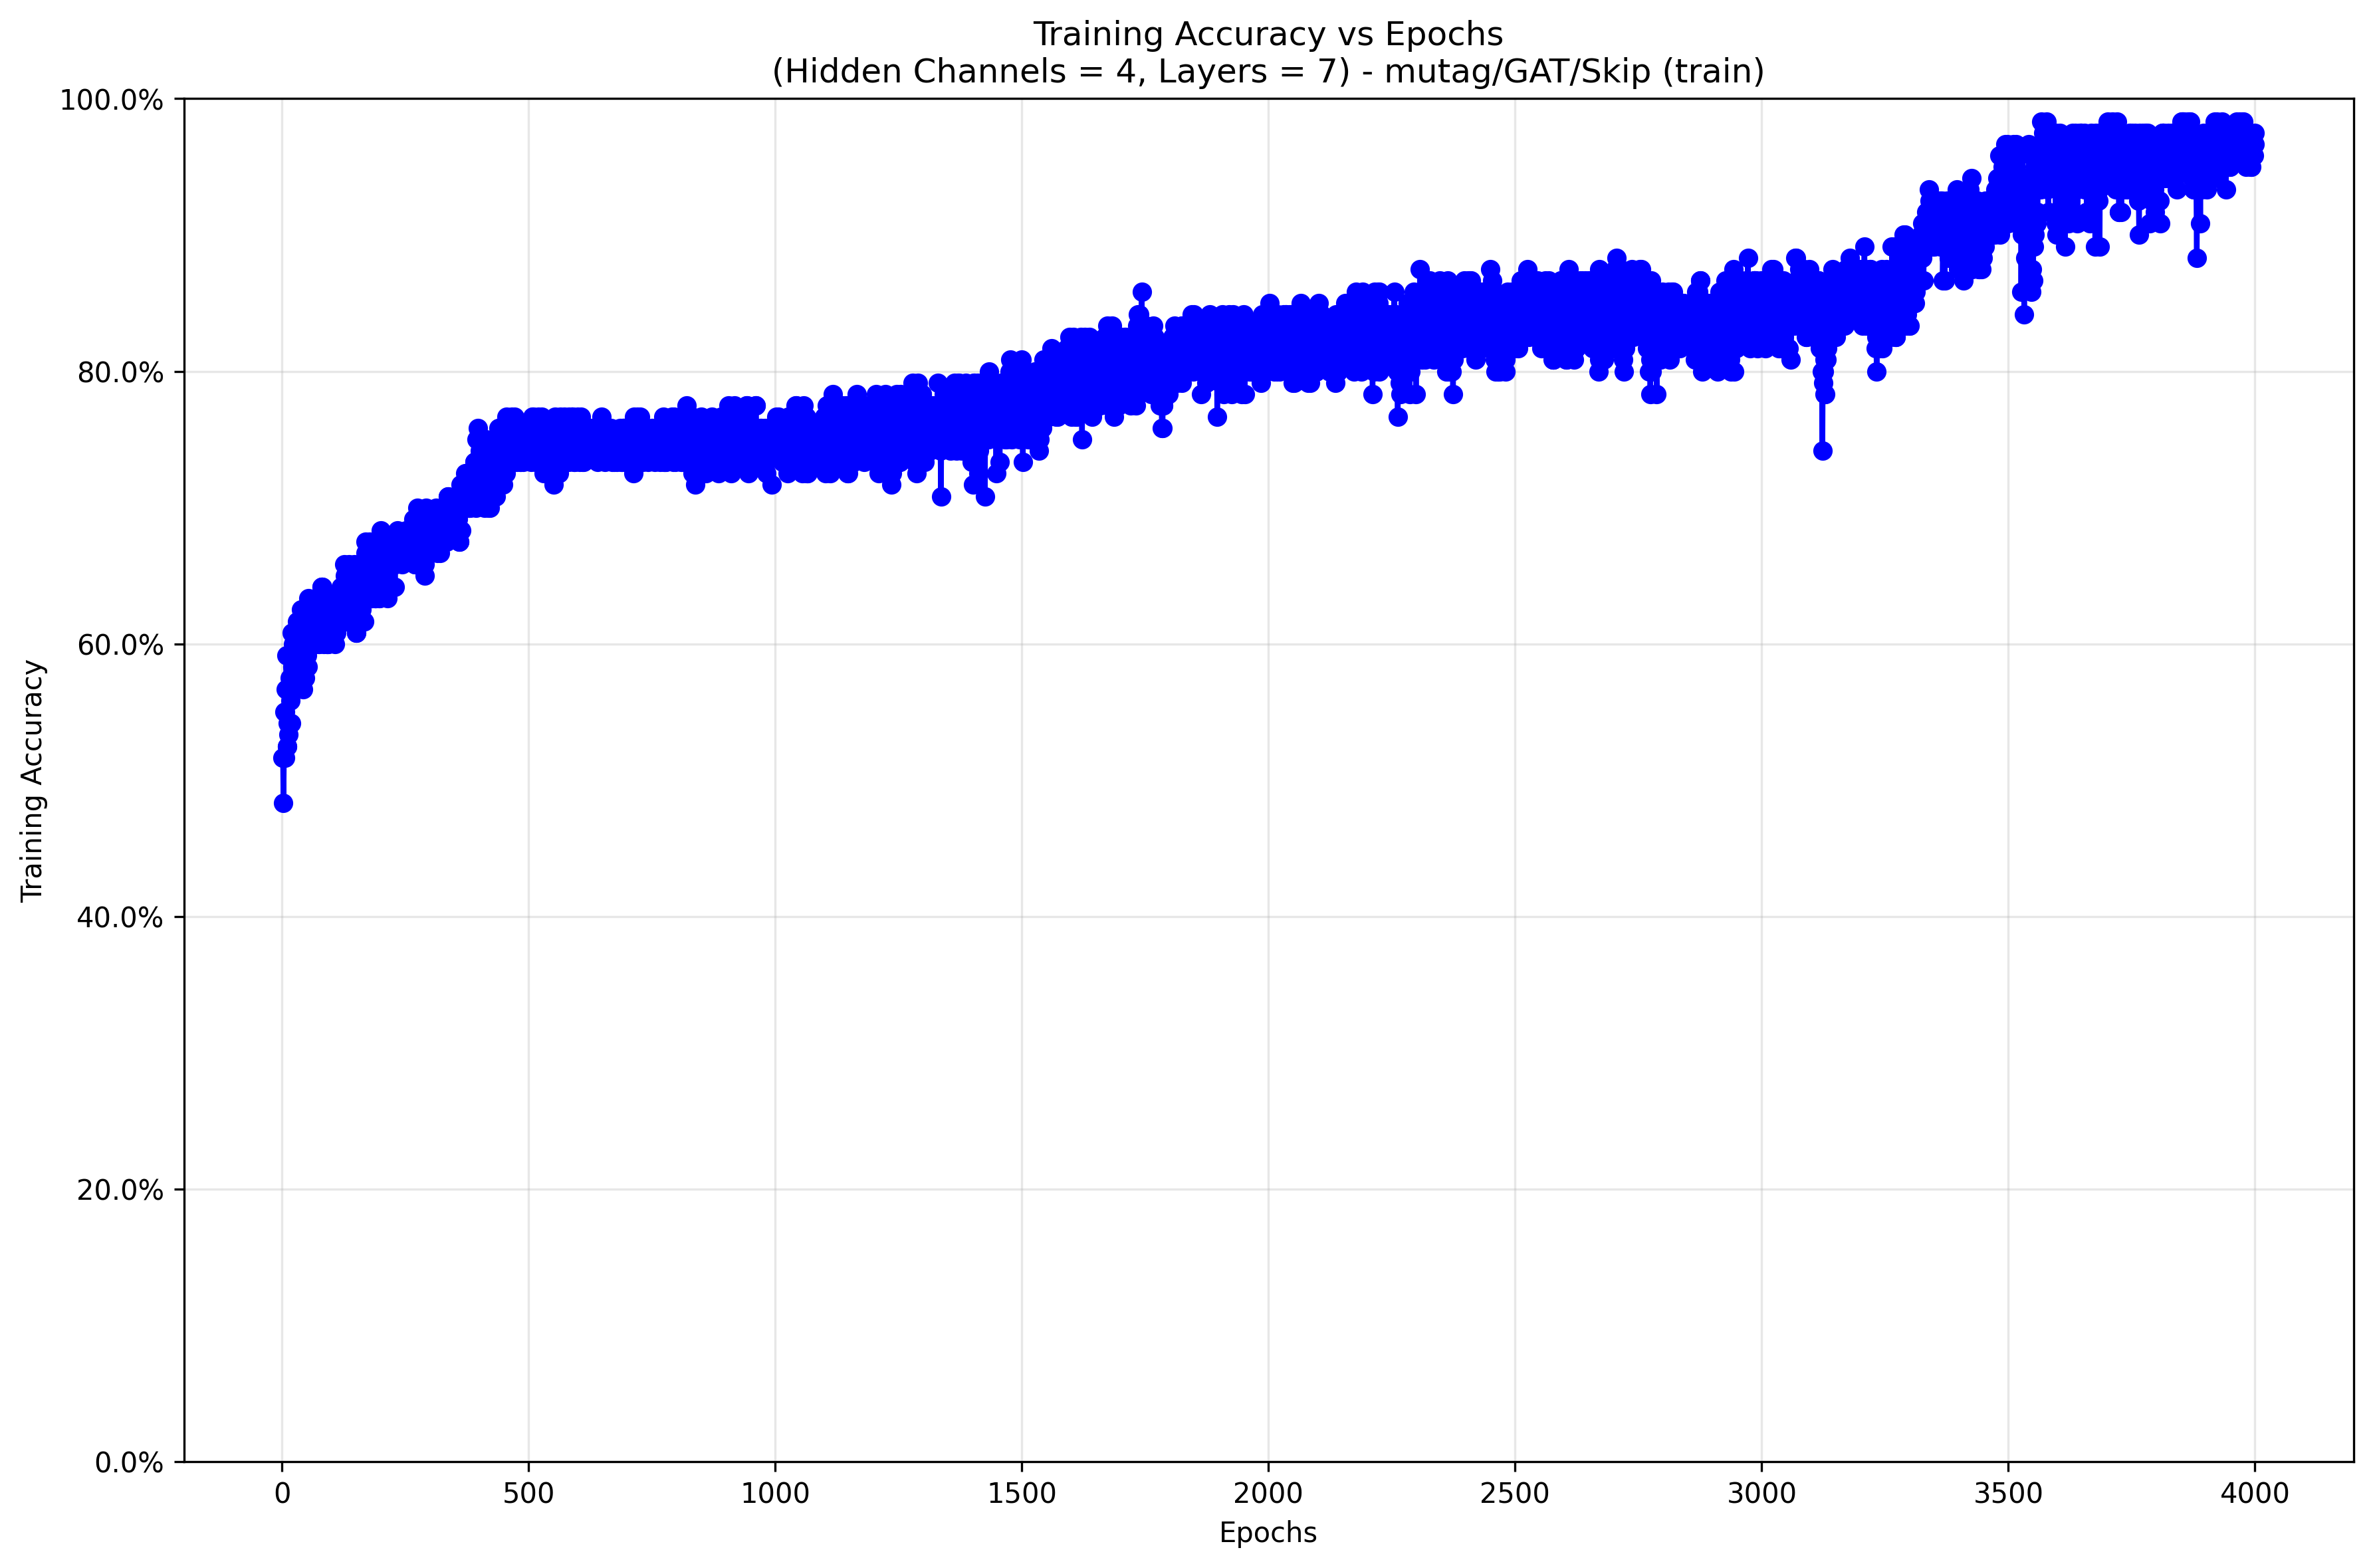 Training Accuracy vs Epochs
(Hidden Channels = 4, Layers = 7) - mutag/GAT/Skip (train)
100.0%
80.0%
60.0%
40.0%
20.0%
0.0%
Training Accuracy
0 500 1000 1500 2000 2500 3000 3500 4000
Epochs